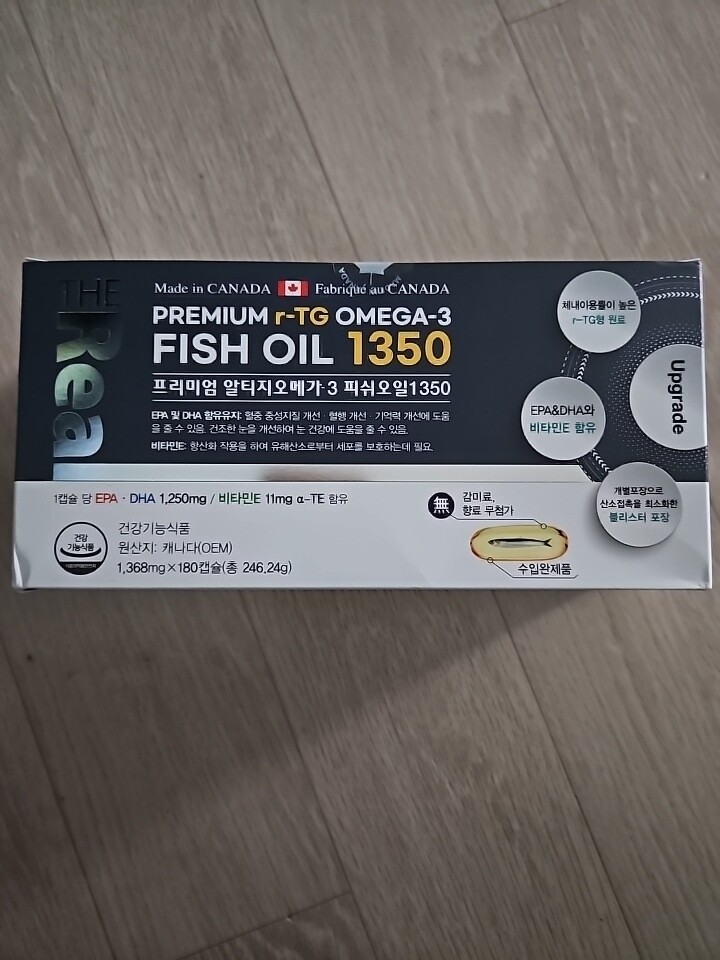 THE
Real
Made in CANADA Fabriqué au CANADA
PREMIUM r-TG OMEGA-3
FISH OIL 1350
프리미엄 알티지오메가-3 피쉬오일1350
EPA 및 DHA 함유유지: 혈중 중성지질 개선 · 혈행 개선 · 기억력 개선에 도움
을 줄 수 있음. 건조한 눈을 개선하여 눈 건강에 도움을 줄 수 있음.
비타민E: 항산화 작용을 하여 유해산소로부터 세포를 보호하는데 필요.
체내이용률이 높은
r-TG형 원료
Upgrade
EPA&DHA와
비타민E 함유
개별포장으로
산소접촉을 최소화한
블리스터 포장
1캡슐 당 EPA · DHA 1,250mg / 비타민E 11mg α-TE 함유
건강
기능식품
식품의약품안전처
건강기능식품
원산지: 캐나다(OEM)
1,368mg×180캡슐(총 246.24g)
無
감미료,
향료 무첨가
수입완제품